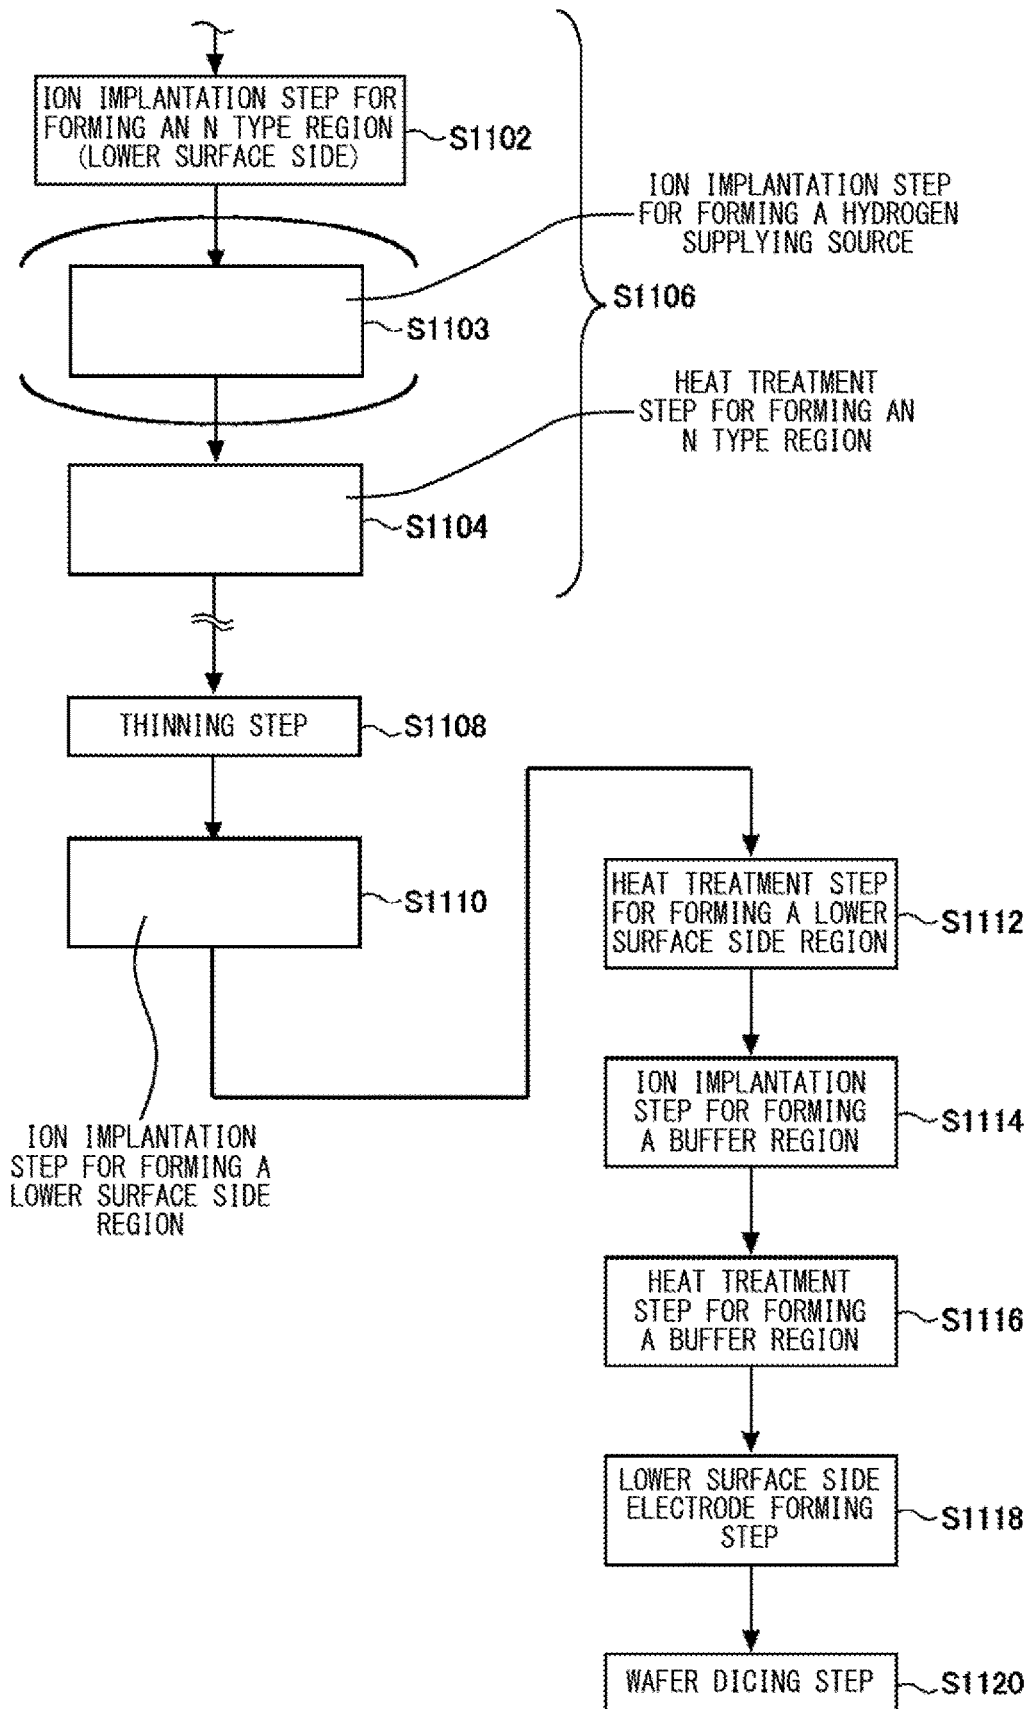 ION IMPLANTATION STEP FOR
FORMING AN N TYPE REGION
(LOWER SURFACE SIDE)
S1102
ION IMPLANTATION STEP
FOR FORMING A HYDROGEN
SUPPLYING SOURCE
S1106
S1103
HEAT TREATMENT
STEP FOR FORMING AN
N TYPE REGION
S1104
THINNING STEP
S1108
S1110
ION IMPLANTATION
STEP FOR FORMING A
LOWER SURFACE SIDE
REGION
HEAT TREATMENT STEP
FOR FORMING A LOWER
SURFACE SIDE REGION
S1112
ION IMPLANTATION
STEP FOR FORMING
A BUFFER REGION
S1114
HEAT TREATMENT
STEP FOR FORMING
A BUFFER REGION
S1116
LOWER SURFACE SIDE
ELECTRODE FORMING
STEP
S1118
WAFER DICING STEP
S1120